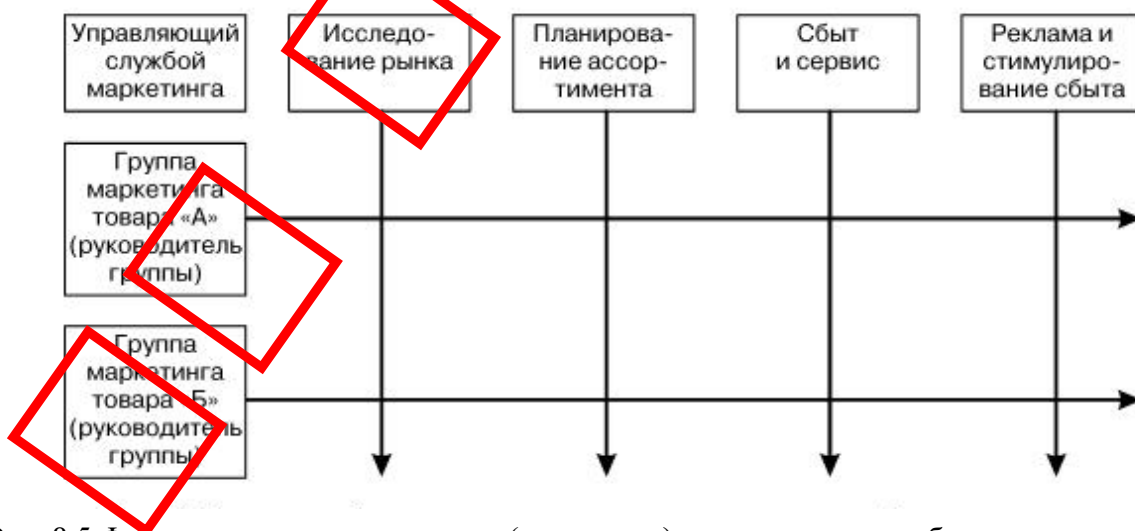 Управляющий
службой
маркетинга
Исследо-
вание рынка
Планирова-
ние ассор-
тимента
Сбыт
и сервис
Реклама и
стимулиро-
вание сбыта
Группа
маркетинга
товара «А»
(руководитель
группы)
Группа
маркетинга
товара «Б»
(руководитель
группы)